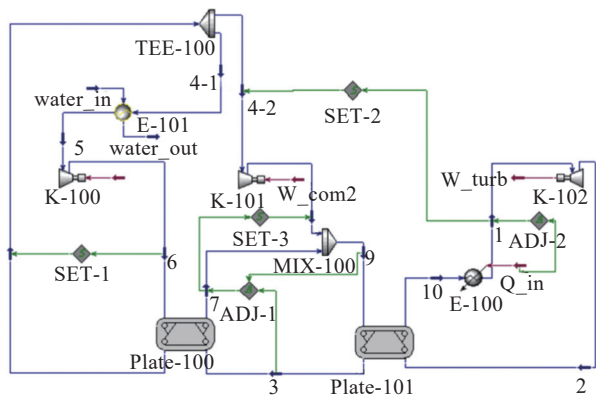 TEE-100
4-1
water_in
E-101
4-2
SET-2
5
water_out
K-100
K-101
W_com2
W_turb
K-102
SET-3
1
ADJ-2
SET-1
6
MIX-100
9
10
E-100
Q_in
7
ADJ-1
Plate-100
3
Plate-101
2